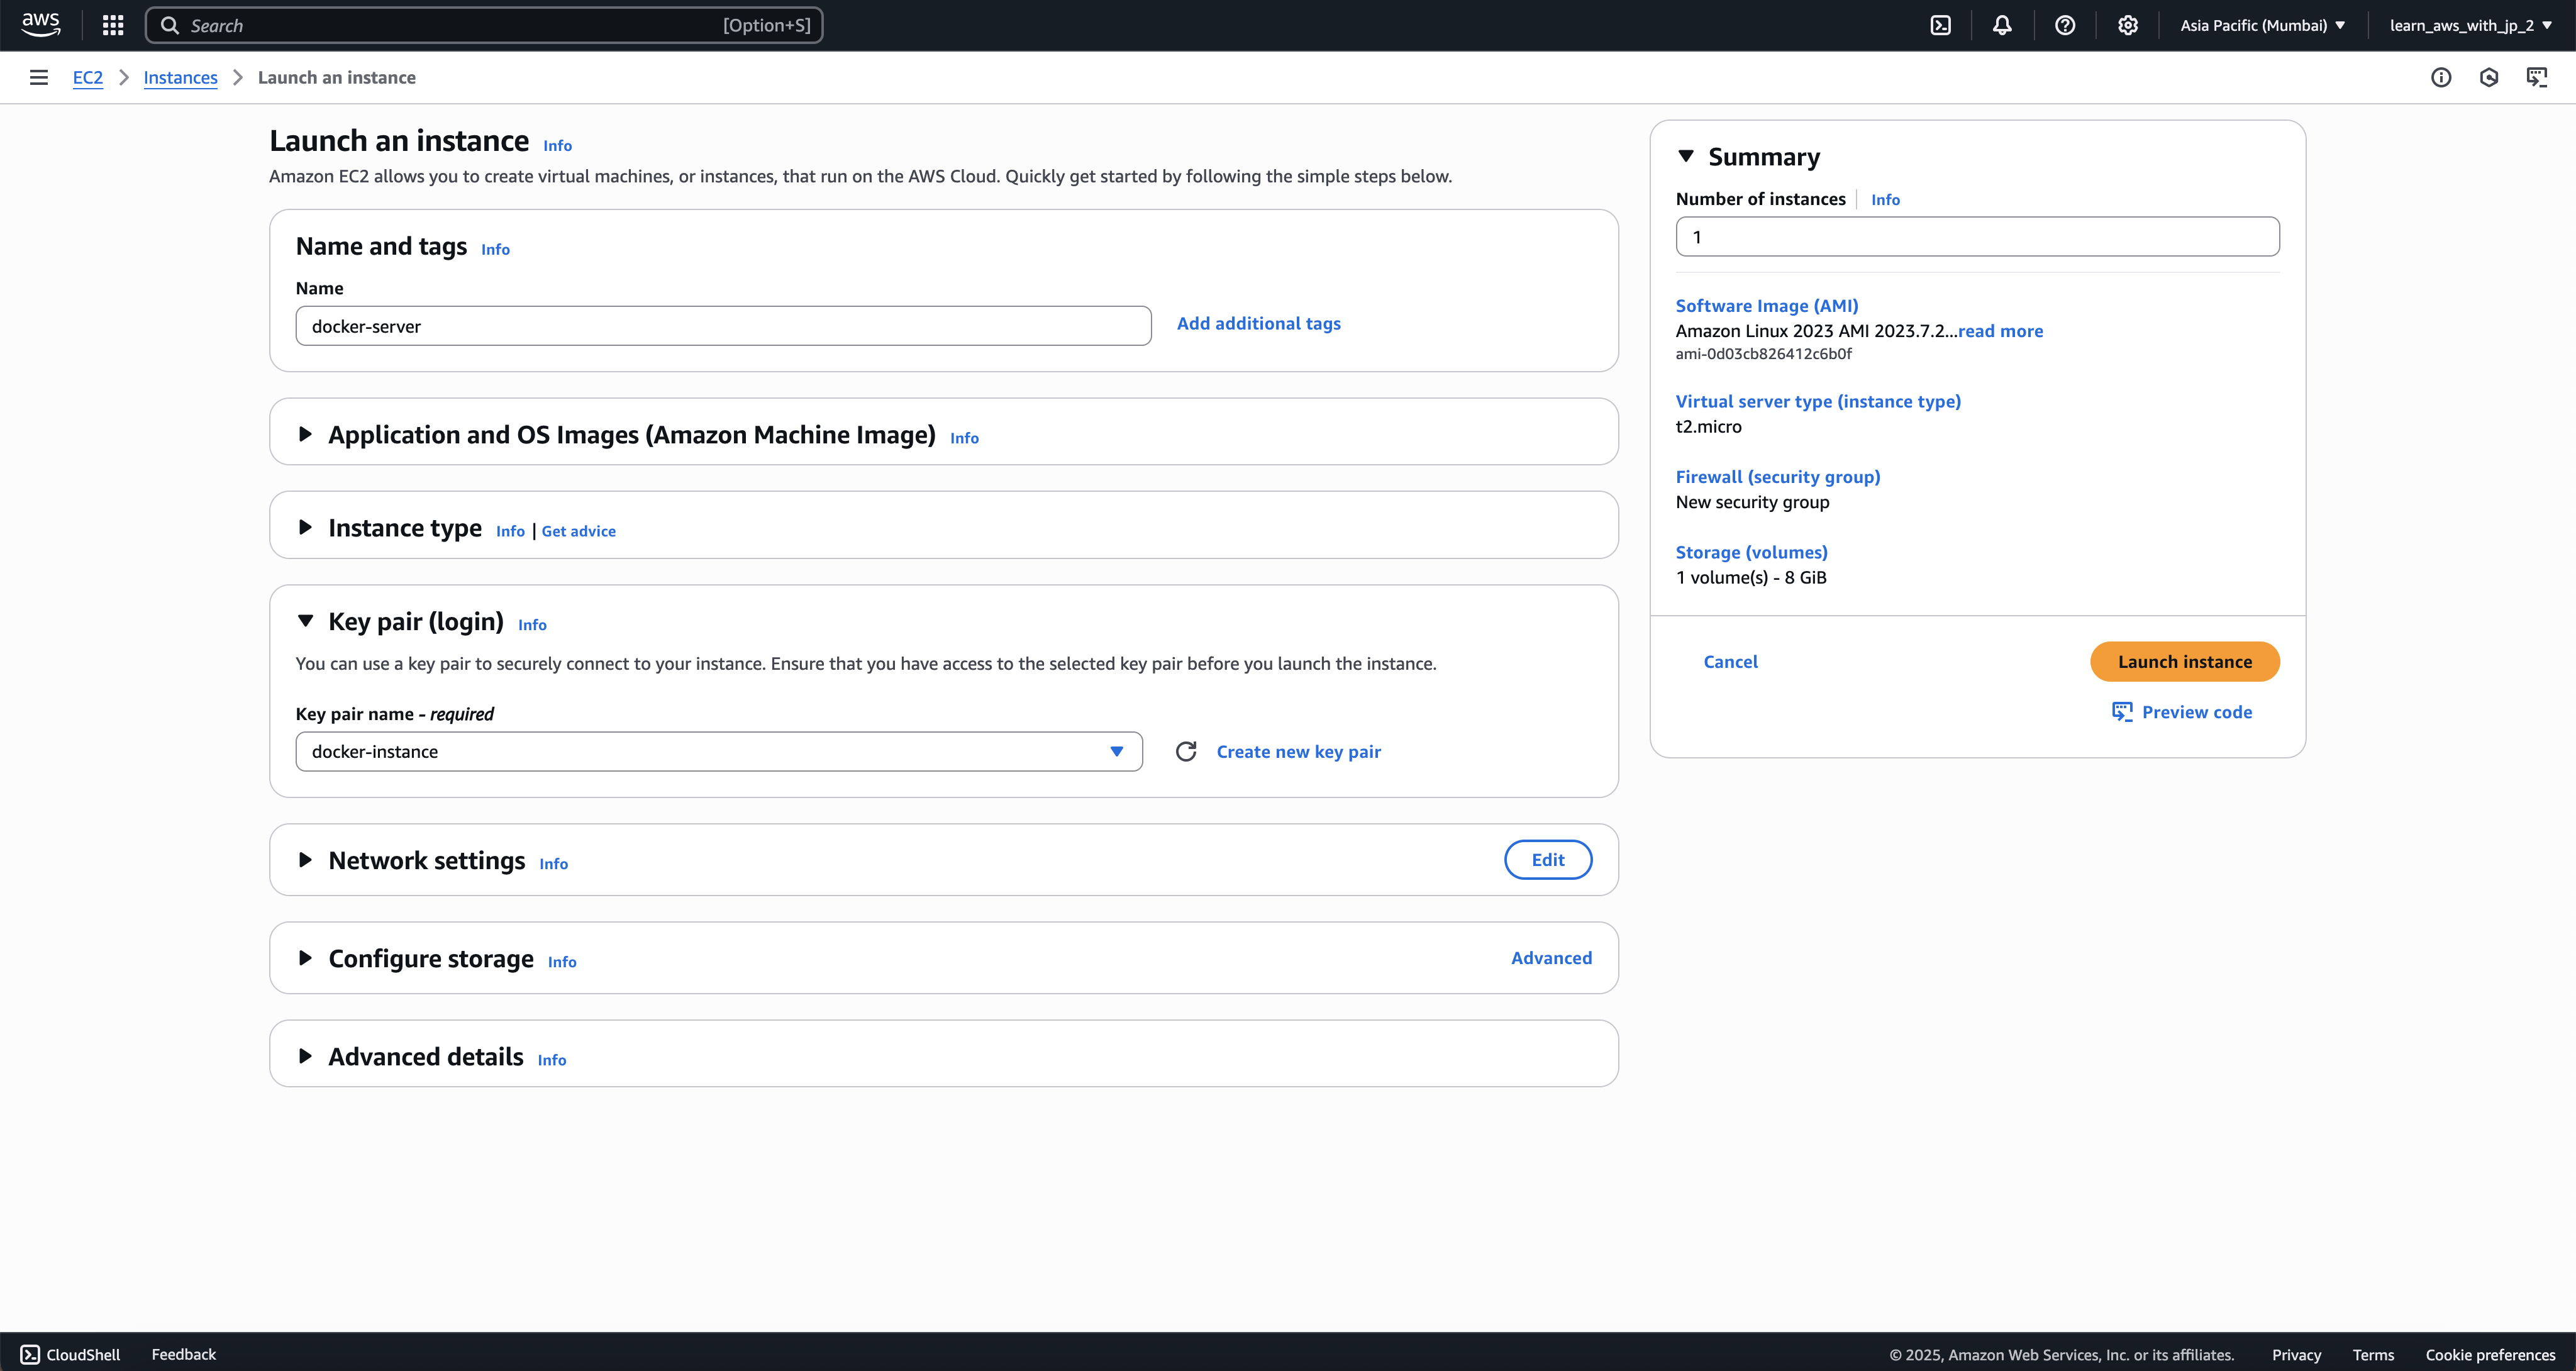 aws
Search [Option+S]
Asia Pacific (Mumbai)
learn_aws_with_jp_2
EC2
Instances
Launch an instance
Launch an instance Info
Amazon EC2 allows you to create virtual machines, or instances, that run on the AWS Cloud. Quickly get started by following the simple steps below.
Name and tags Info
Name
docker-server
Add additional tags
Application and OS Images (Amazon Machine Image) Info
Instance type Info | Get advice
Key pair (login) Info
You can use a key pair to securely connect to your instance. Ensure that you have access to the selected key pair before you launch the instance.
Key pair name - required
docker-instance
Create new key pair
Network settings Info
Edit
Configure storage Info
Advanced
Advanced details Info
Summary
Number of instances Info
1
Software Image (AMI)
Amazon Linux 2023 AMI 2023.7.2...read more
ami-0d03cb826412c6b0f
Virtual server type (instance type)
t2.micro
Firewall (security group)
New security group
Storage (volumes)
1 volume(s) - 8 GiB
Cancel
Launch instance
Preview code
CloudShell
Feedback
© 2025, Amazon Web Services, Inc. or its affiliates.
Privacy
Terms
Cookie preferences